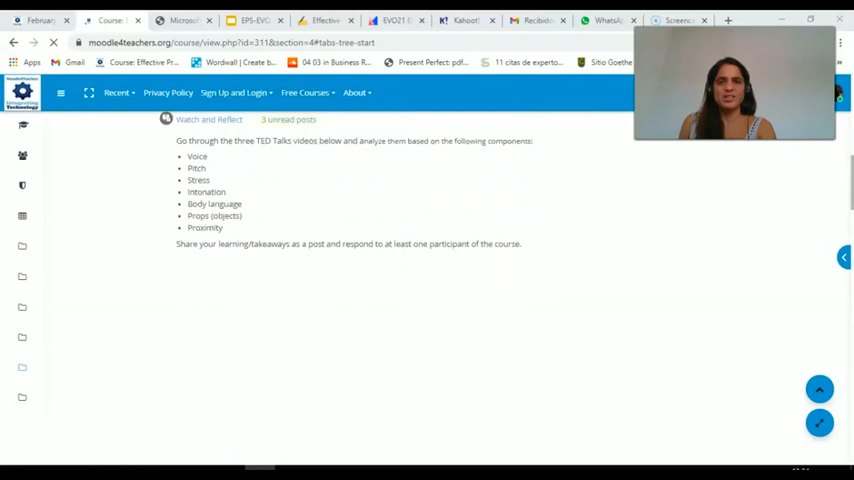 February
Course: E
Microsof
EPS-EVO
Effective
EVO21 E
Kahoot!
Recibido
WhatsA
Screenca
moodle4teachers.org/course/view.php?id=311&section=4#tabs-tree-start
Apps
Gmail
Course: Effective Pr...
Wordwall | Create b...
04 03 in Business R...
Present Perfect: pdf...
11 citas de experto...
Sitio Goethe
Integrating
Technology
Recent
Privacy Policy
Sign Up and Login
Free Courses
About
Watch and Reflect 3 unread posts
Go through the three TED Talks videos below and analyze them based on the following components:
• Voice
• Pitch
• Stress
• Intonation
• Body language
• Props (objects)
• Proximity
Share your learning/takeaways as a post and respond to at least one participant of the course.